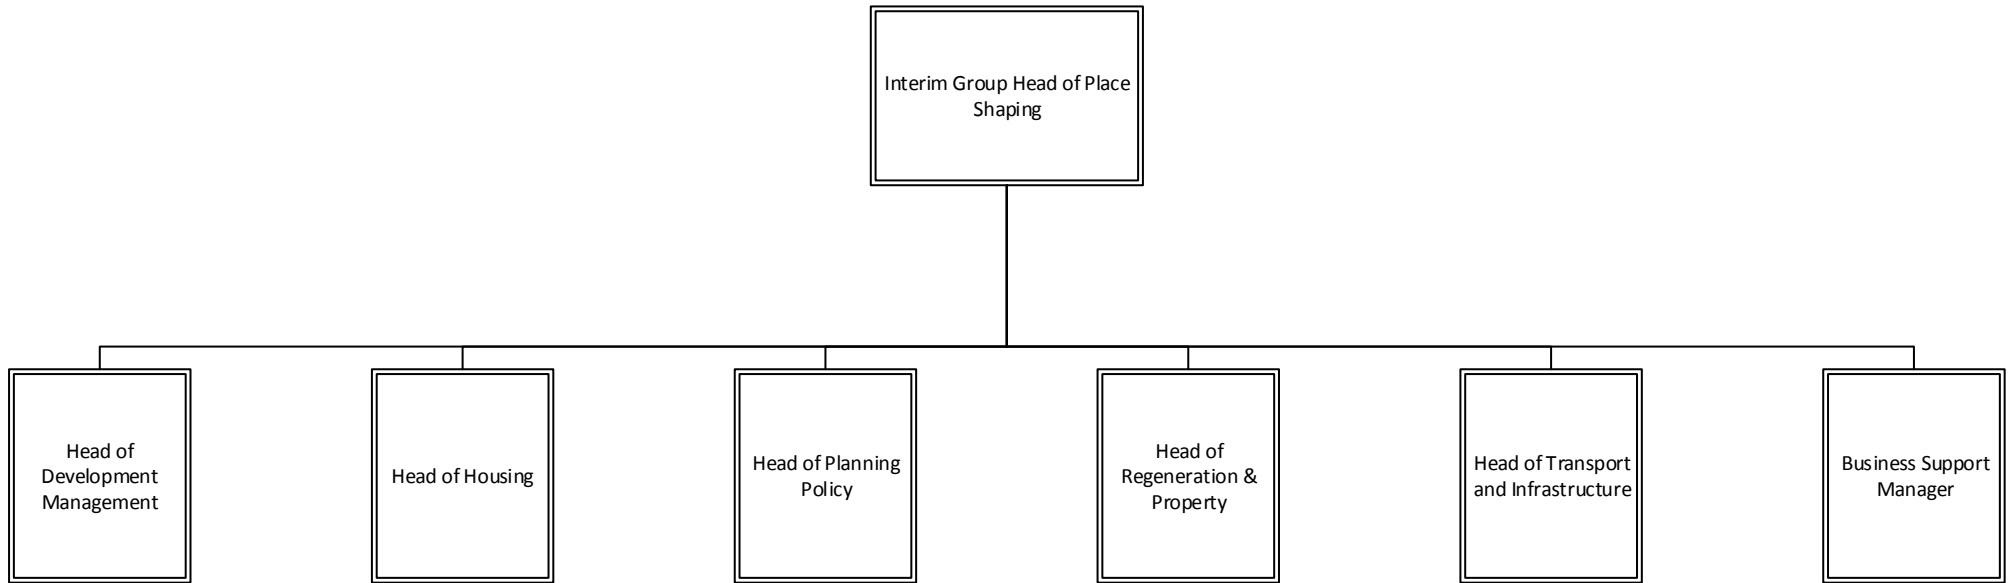 Interim Group Head of Place
Shaping
Head of
Development
Management
Head of Housing
Head of Planning
Policy
Head of
Regeneration &
Property
Head of Transport
and Infrastructure
Business Support
Manager